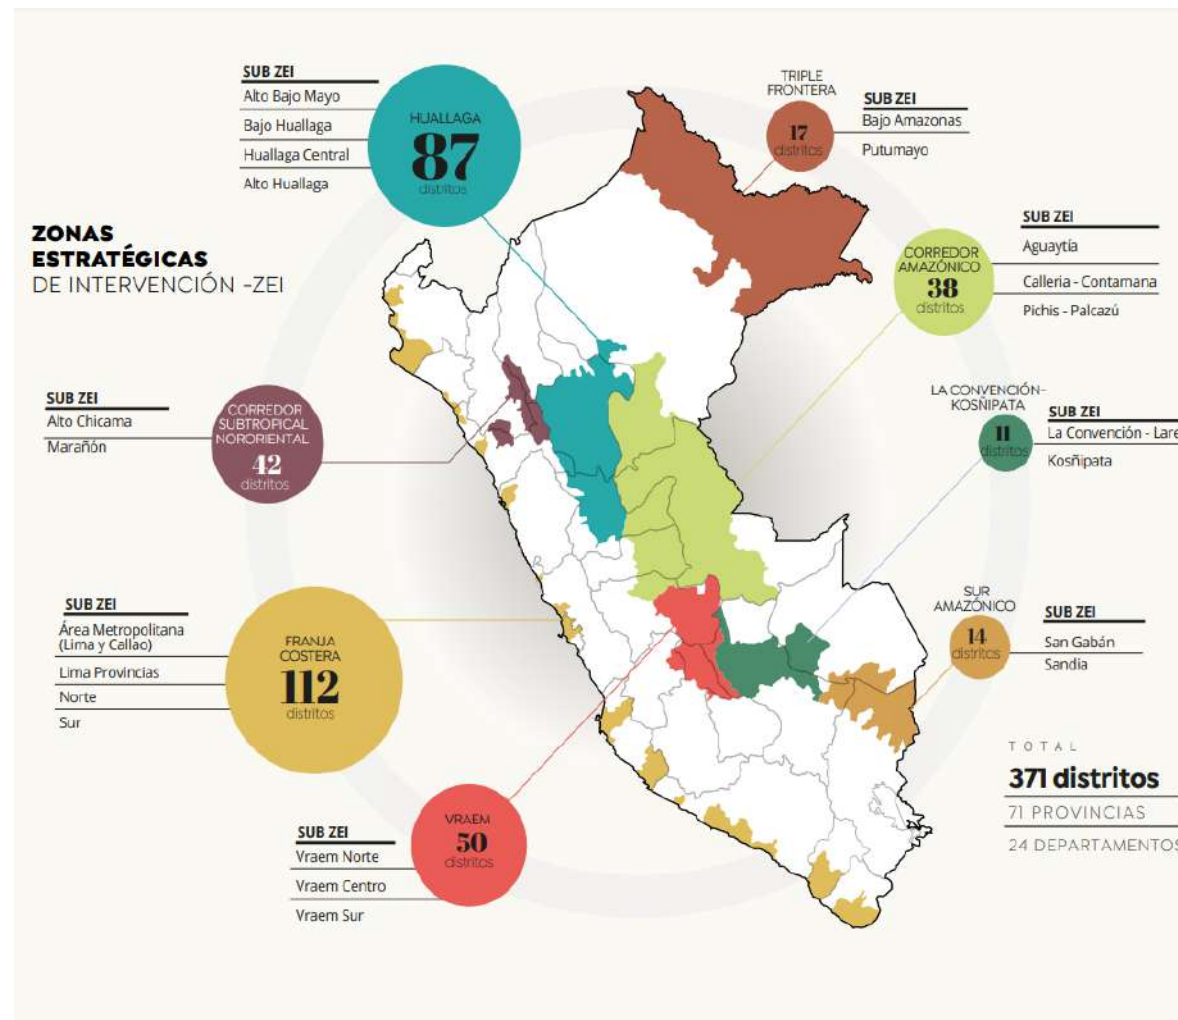 ZONAS
ESTRATÉGICAS
DE INTERVENCIÓN -ZEI
SUB ZEI
Alto Bajo Mayo
Bajo Huallaga
Huallaga Central
Alto Huallaga
HUALLAGA
87
distritos
TRIPLE
FRONTERA
17
distritos
SUB ZEI
Bajo Amazonas
Putumayo
CORREDOR
AMAZÓNICO
38
distritos
SUB ZEI
Aguaytía
Calleria - Contamana
Pichis - Palcazú
SUB ZEI
Alto Chicama
Marañón
CORREDOR
SUBTROPICAL
NORORIENTAL
42
distritos
LA CONVENCIÓN-
KOSÑIPATA
11
distritos
SUB ZEI
La Convención - Lare
Kosñipata
SUB ZEI
Área Metropolitana
(Lima y Callao)
Lima Provincias
Norte
Sur
FRANJA
COSTERA
112
distritos
SUR
AMAZÓNICO
14
distritos
SUB ZEI
San Gabán
Sandia
SUB ZEI
Vraem Norte
Vraem Centro
Vraem Sur
VRAEM
50
distritos
TOTAL
371 distritos
71 PROVINCIAS
24 DEPARTAMENTOS